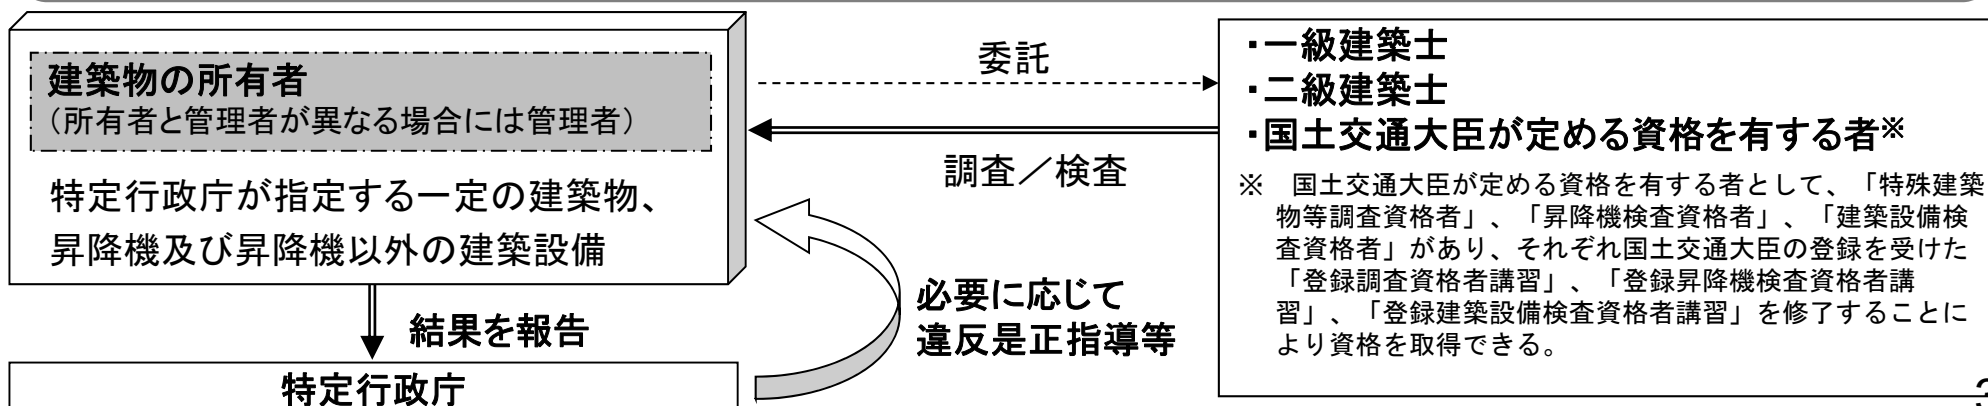 建築物の所有者
（所有者と管理者が異なる場合には管理者）
特定行政庁が指定する一定の建築物、
昇降機及び昇降機以外の建築設備
委託
調査／検査
・一級建築士
・二級建築士
・国土交通大臣が定める資格を有する者※
※　国土交通大臣が定める資格を有する者として、「特殊建築
物等調査資格者」、「昇降機検査資格者」、「建築設備検
査資格者」があり、それぞれ国土交通大臣の登録を受けた
「登録調査資格者講習」、「登録昇降機検査資格者講
習」、「登録建築設備検査資格者講習」を修了することに
より資格を取得できる。
結果を報告
必要に応じて
違反是正指導等
特定行政庁